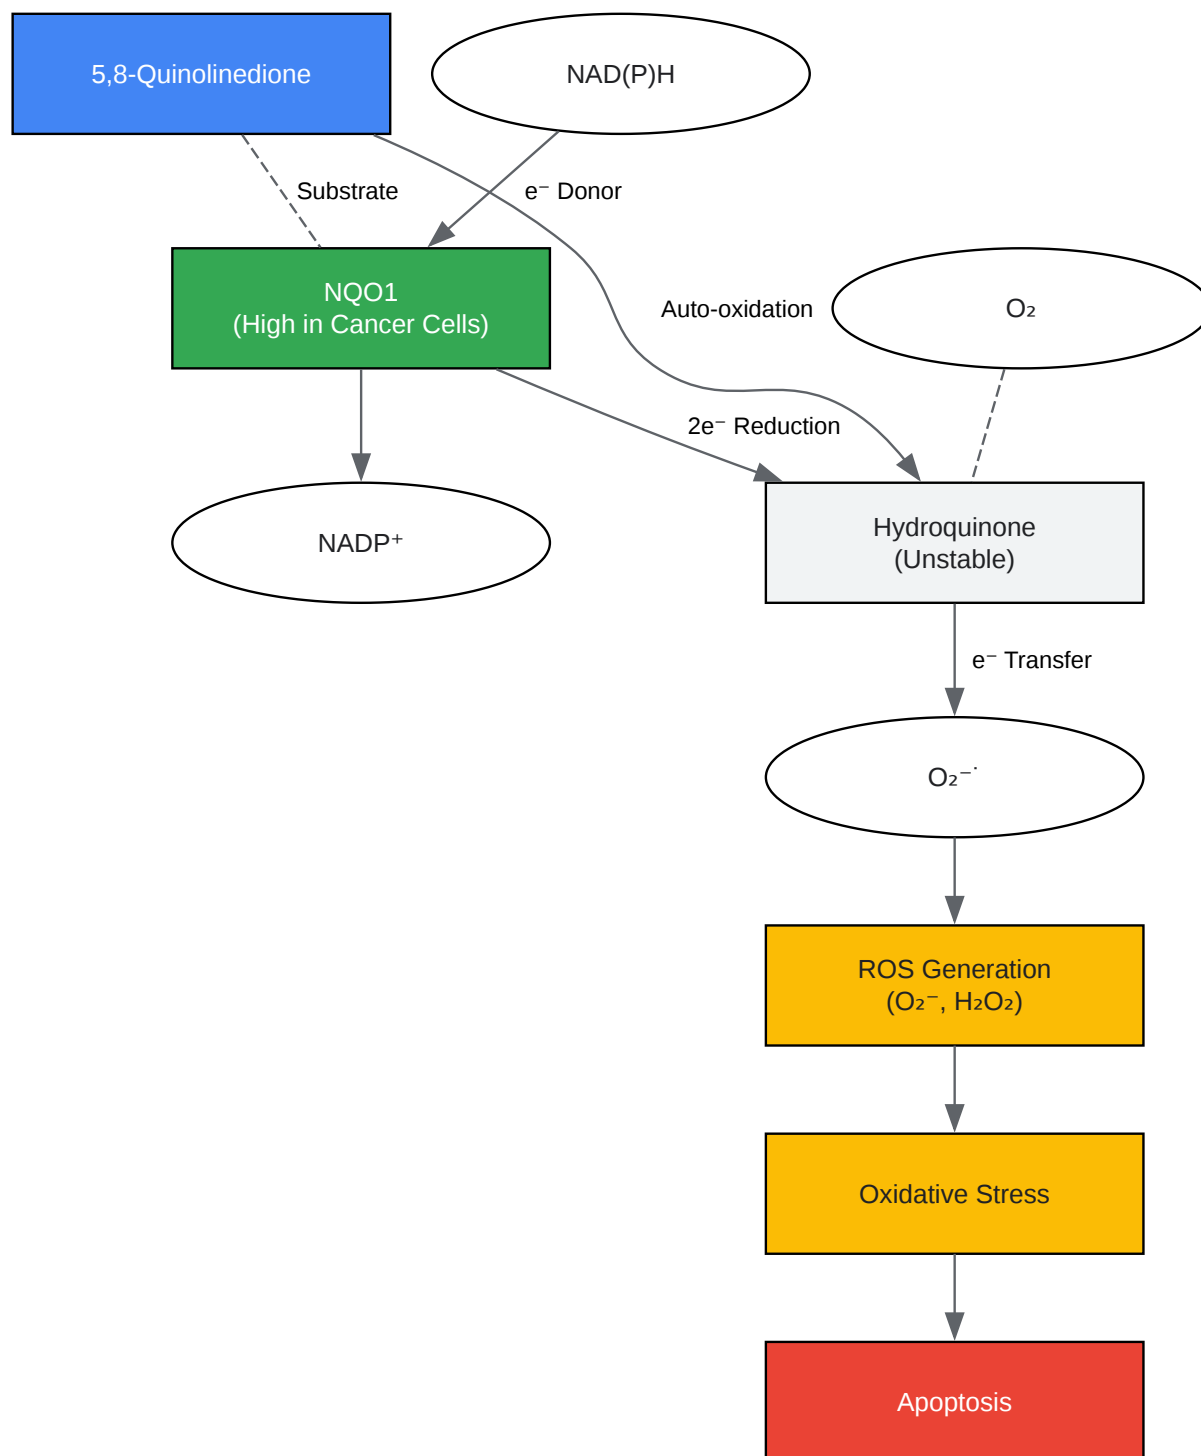 5,8-Quinolinedione
NAD(P)H
Substrate
e⁻ Donor
NQO1
(High in Cancer Cells)
Auto-oxidation
O₂
2e⁻ Reduction
NADP⁺
Hydroquinone
(Unstable)
e⁻ Transfer
O₂⁻˙
ROS Generation
(O₂⁻, H₂O₂)
Oxidative Stress
Apoptosis